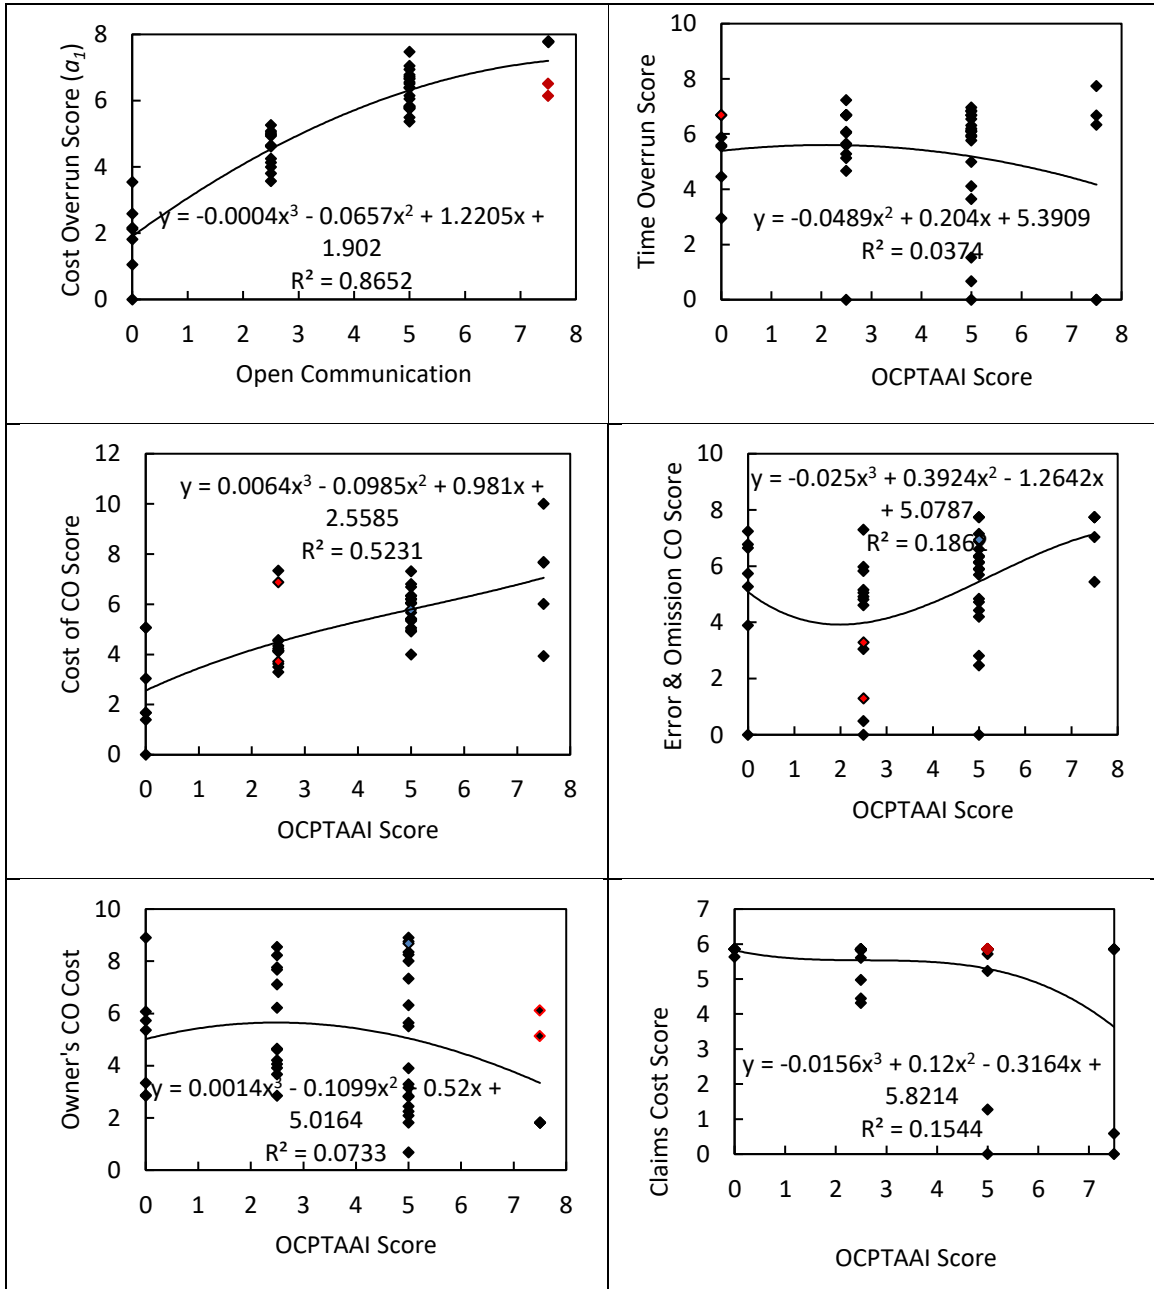 Cost Overrun Score (a1)
8
6
4
2
0
y = -0.0004x³ - 0.0657x² + 1.2205x +
1.902
R² = 0.8652
0 1 2 3 4 5 6 7 8
Open Communication
Time Overrun Score
10
8
6
4
2
0
y = -0.0489x² + 0.204x + 5.3909
R² = 0.0374
0 1 2 3 4 5 6 7 8
OCPTAAI Score
Cost of CO Score
12
10
8
6
4
2
0
y = 0.0064x³ - 0.0985x² + 0.981x +
2.5585
R² = 0.5231
0 1 2 3 4 5 6 7 8
OCPTAAI Score
Error & Omission CO Score
10
8
6
4
2
0
y = -0.025x³ + 0.3924x² - 1.2642x
+ 5.0787
R² =
0 1 2 3 4 5 6 7 8
OCPTAAI Score
Owner's CO Cost
10
8
6
4
2
0
y = 0.0014x³ - 0.1099x² 0.52x +
5.0164
R² = 0.0733
0 1 2 3 4 5 6 7 8
OCPTAAI Score
Claims Cost Score
7
6
5
4
3
2
1
0
y = -0.0156x³ + 0.12x² - 0.3164x +
5.8214
R² = 0.1544
0 1 2 3 4 5 6 7
OCPTAAI Score